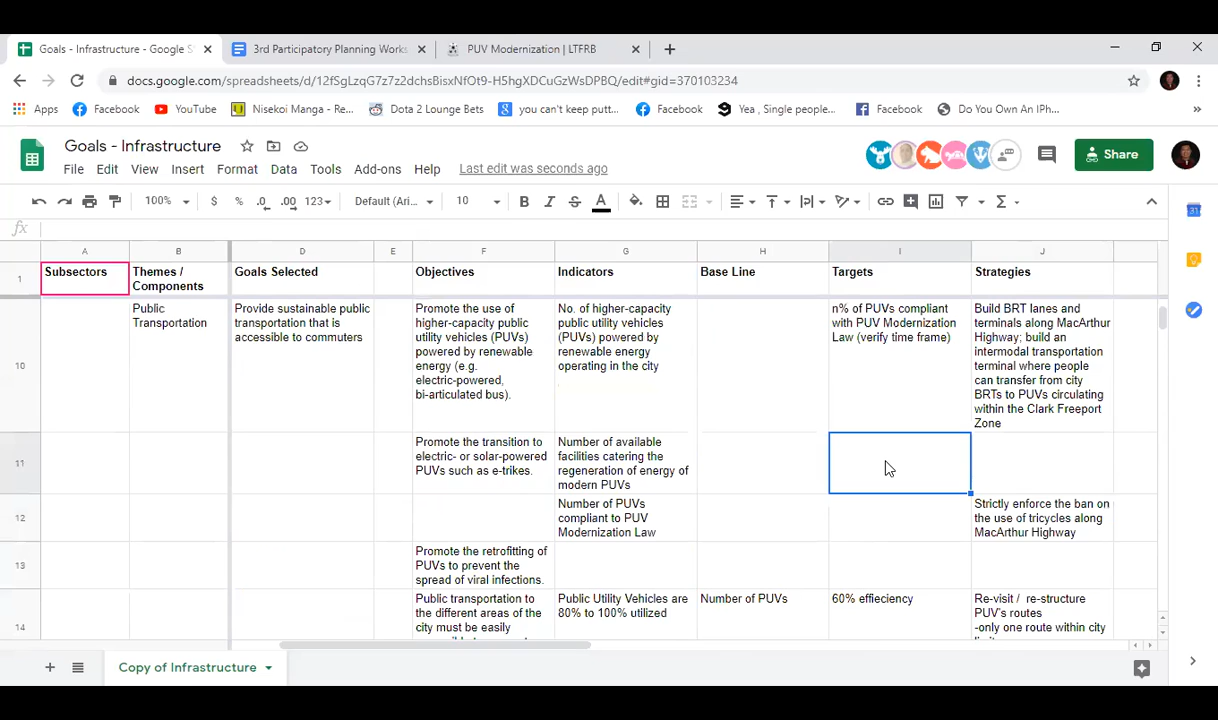 Goals - Infrastructure - Google S
3rd Participatory Planning Works
PUV Modernization | LTFRB
docs.google.com/spreadsheets/d/12fSgLzqG7z7z2dchsBisxNfOt9-H5hgXDCuGzWsDPBQ/edit#gid=370103234
Apps
Facebook
YouTube
Nisekoi Manga - Re...
Dota 2 Lounge Bets
you can't keep putt...
Facebook
Yea , Single people...
Facebook
Do You Own An IPh...
»
Goals - Infrastructure
File Edit View Insert Format Data Tools Add-ons Help Last edit was seconds ago
Share
100% $ % .0 .00 123 Default (Ari... 10 B I S A
fx
A B D E F G H I J
1
Subsectors
Themes /
Components
Goals Selected
Objectives
Indicators
Base Line
Targets
Strategies
10
Public
Transportation
Provide sustainable public
transportation that is
accessible to commuters
Promote the use of
higher-capacity public
utility vehicles (PUVs)
powered by renewable
energy (e.g.
electric-powered,
bi-articulated bus).
No. of higher-capacity
public utility vehicles
(PUVs) powered by
renewable energy
operating in the city
n% of PUVs compliant
with PUV Modernization
Law (verify time frame)
Build BRT lanes and
terminals along MacArthur
Highway; build an
intermodal transportation
terminal where people
can transfer from city
BRTs to PUVs circulating
within the Clark Freeport
Zone
11
Promote the transition to
electric- or solar-powered
PUVs such as e-trikes.
Number of available
facilities catering the
regeneration of energy of
modern PUVs
12
Number of PUVs
compliant to PUV
Modernization Law
Strictly enforce the ban on
the use of tricycles along
MacArthur Highway
13
Promote the retrofitting of
PUVs to prevent the
spread of viral infections.
14
Public transportation to
the different areas of the
city must be easily
Public Utility Vehicles are
80% to 100% utilized
Number of PUVs
60% effieciency
Re-visit / re-structure
PUV's routes
-only one route within city
Copy of Infrastructure
31